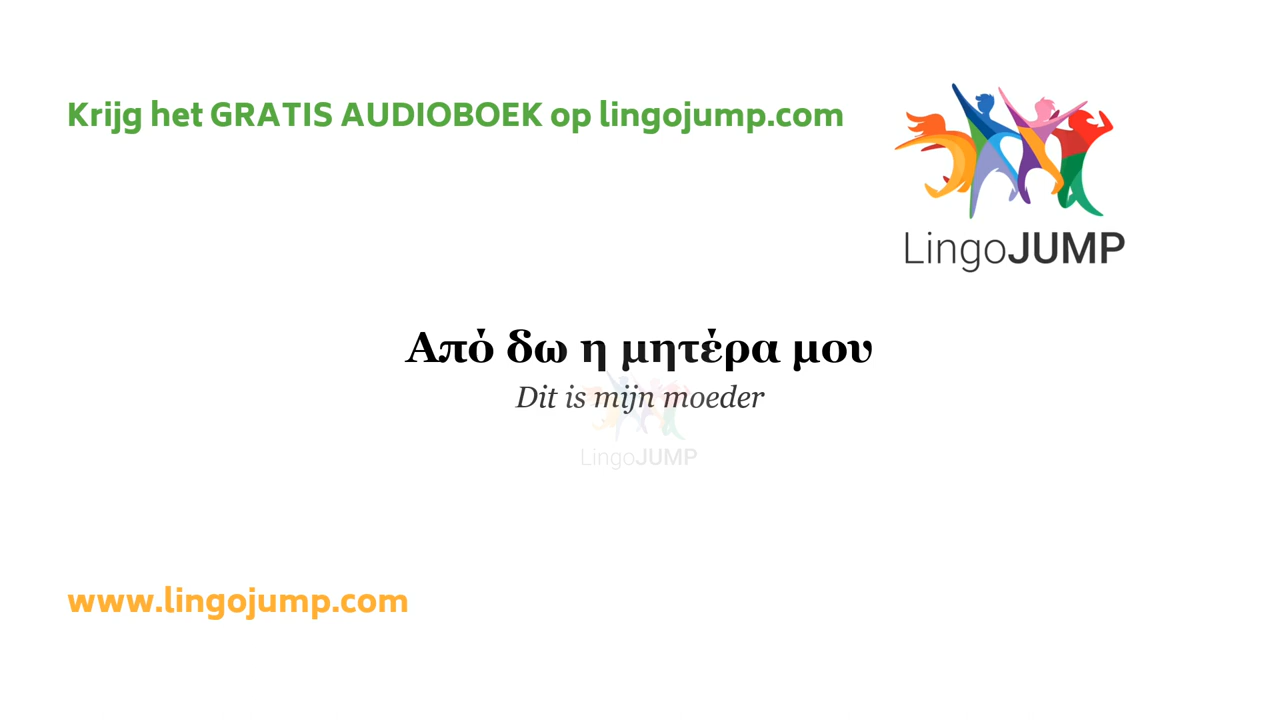 Krijg het GRATIS AUDIOBOEK op lingojump.com
LingoJUMP
Από δω η μητέρα μου
Dit is mijn moeder
LingoJUMP
www.lingojump.com